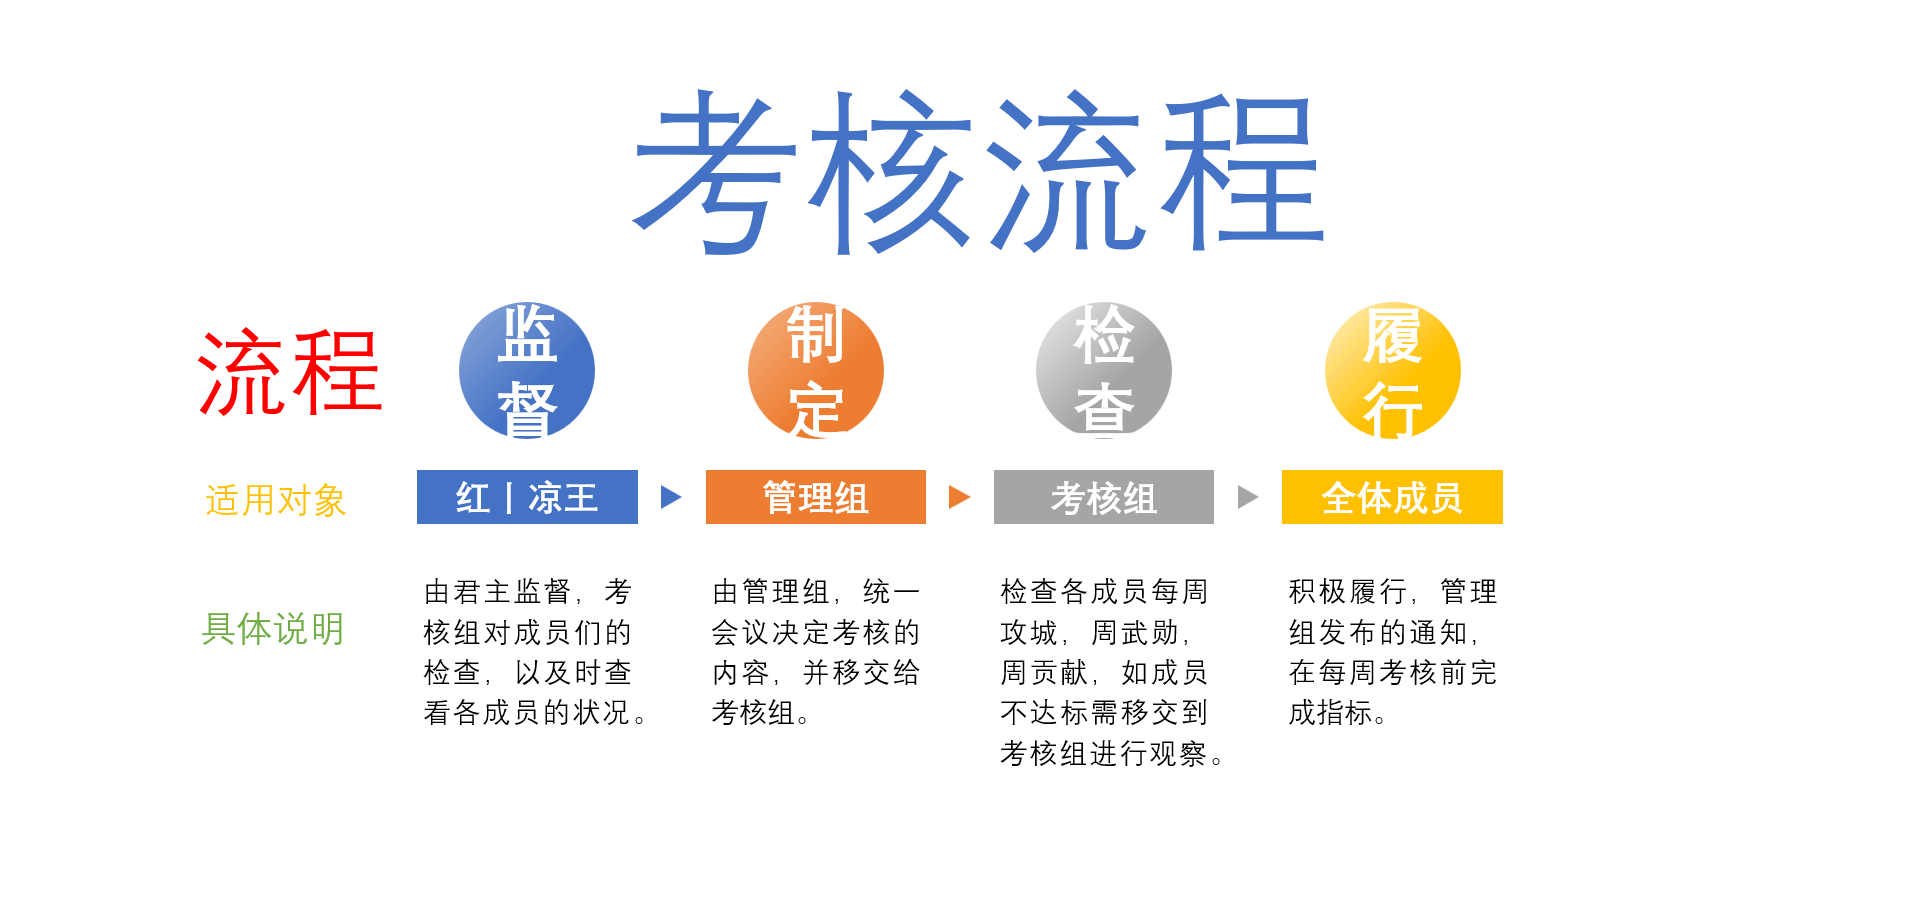 考核流程
流程
监督
制定
检查
履行
适用对象
红丨凉王
管理组
考核组
全体成员
具体说明
由君主监督，考
核组对成员们的
检查，以及时查
看各成员的状况。
由管理组，统一
会议决定考核的
内容，并移交给
考核组。
检查各成员每周
攻城，周武勋，
周贡献，如成员
不达标需移交到
考核组进行观察。
积极履行，管理
组发布的通知，
在每周考核前完
成指标。